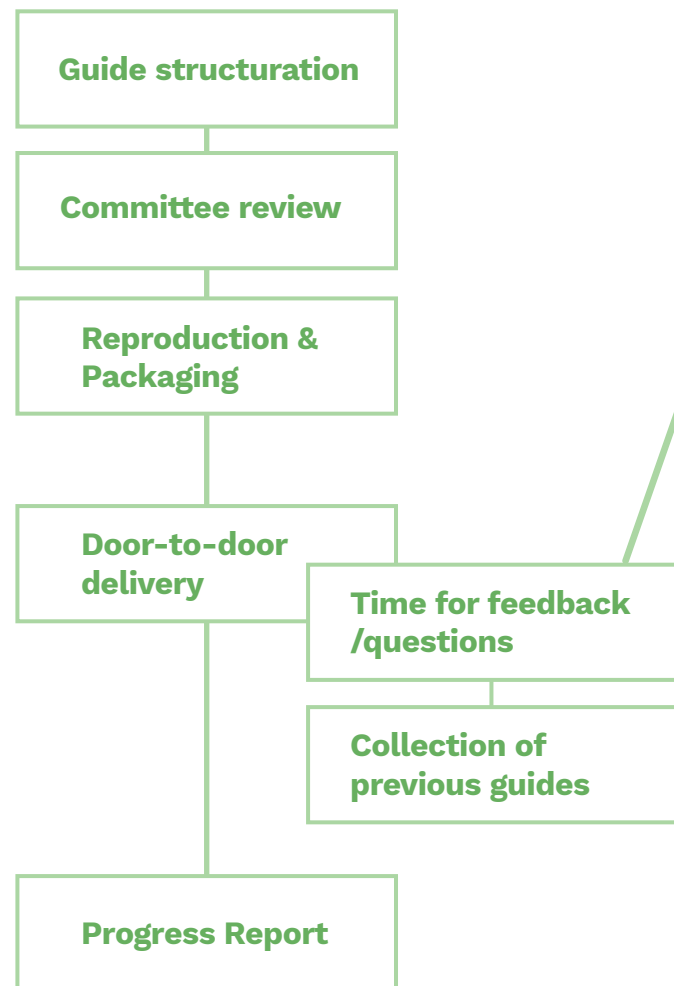 Guide structuration
Committee review
Reproduction &
Packaging
Door-to-door
delivery
Time for feedback
/questions
Collection of
previous guides
Progress Report